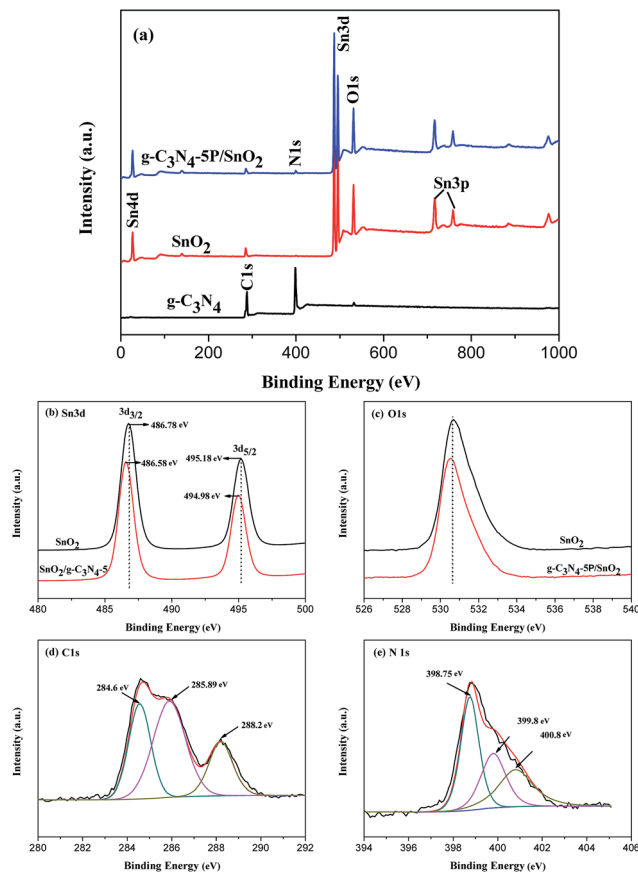 (a)
Sn3d
O1s
g-C₃N₄-5P/SnO₂
N1s
Sn4d
Sn3p
SnO₂
C1s
g-C₃N₄
Intensity (a.u.)
0 200 400 600 800 1000
Binding Energy (eV)
(b) Sn3d
3d₃/₂
486.78 eV
3d₅/₂
495.18 eV
486.58 eV
494.98 eV
SnO₂
SnO₂/g-C₃N₄-5
Intensity (a.u.)
480 485 490 495 500
Binding Energy (eV)
(c) O1s
SnO₂
g-C₃N₄-5P/SnO₂
Intensity (a.u.)
526 528 530 532 534 536 538 540
Binding Energy (eV)
(d) C1s
284.6 eV
285.89 eV
288.2 eV
Intensity (a.u.)
280 282 284 286 288 290 292
Binding Energy (eV)
(e) N 1s
398.75 eV
399.8 eV
400.8 eV
Intensity (a.u.)
394 396 398 400 402 404 406
Binding Energy (eV)